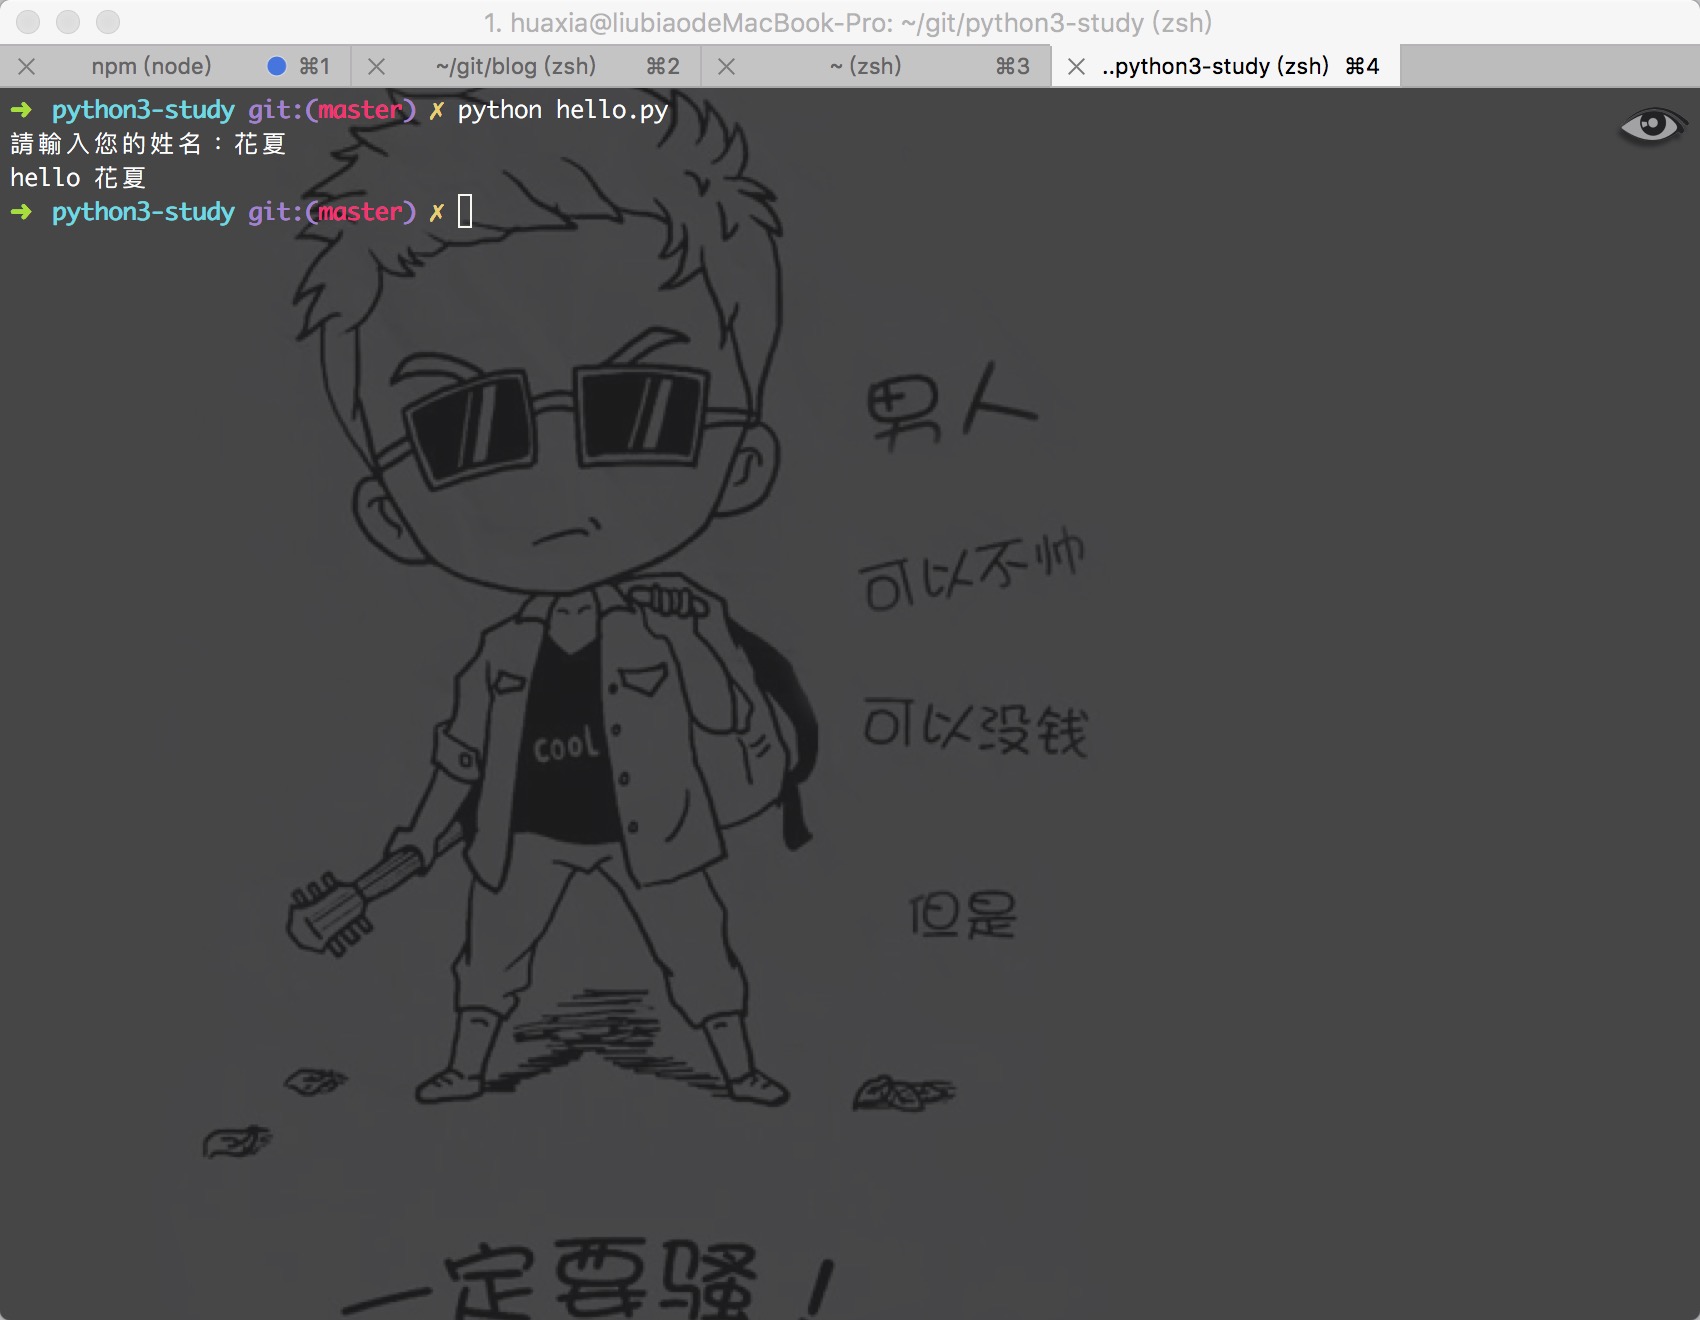 1. huaxia@liubiaodeMacBook-Pro: ~/git/python3-study (zsh)
npm (node) ⌘1 ~/git/blog (zsh) ⌘2 ~ (zsh) ⌘3 ..python3-study (zsh) ⌘4
➜ python3-study git:(master) ✗ python hello.py
請輸入您的姓名：花夏
hello 花夏
➜ python3-study git:(master) ✗
男人
可以不帅
可以没钱
cool
但是
一定要骚！